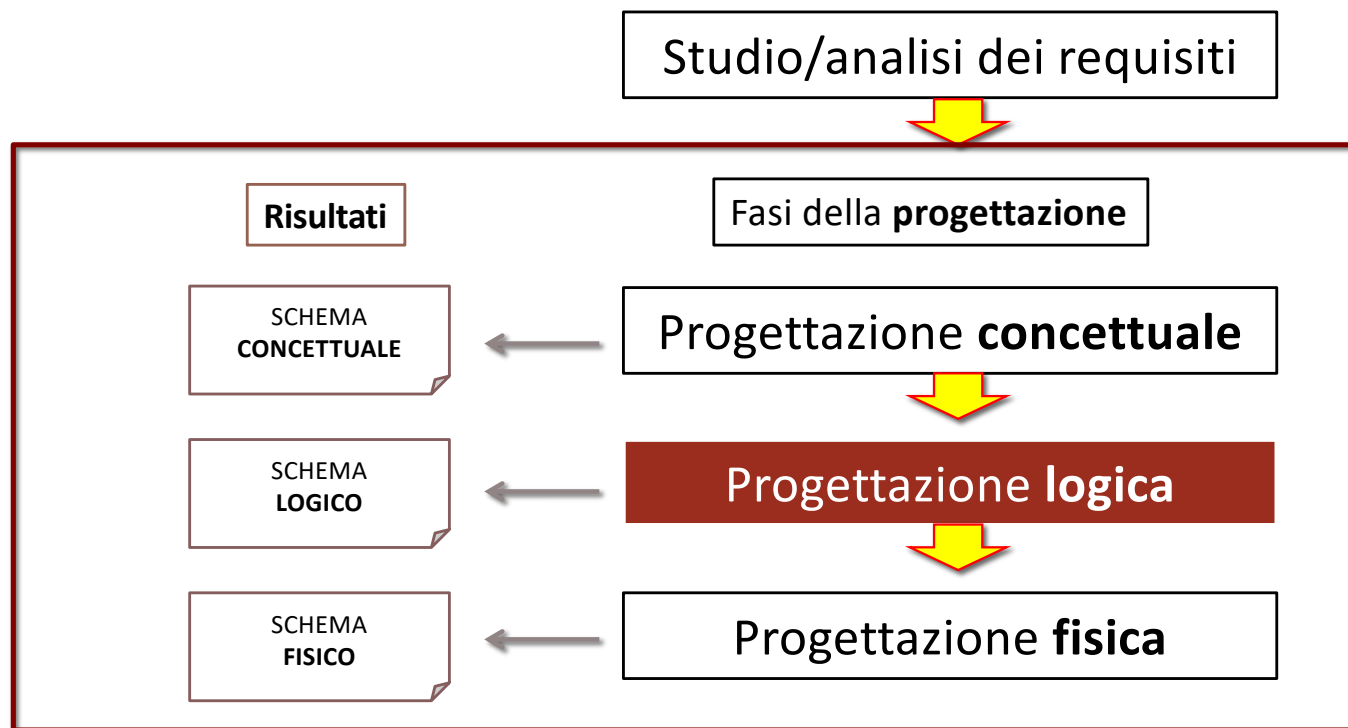 Studio/analisi dei requisiti
Risultati
Fasi della progettazione
SCHEMA
CONCETTUALE
Progettazione concettuale
SCHEMA
LOGICO
Progettazione logica
SCHEMA
FISICO
Progettazione fisica